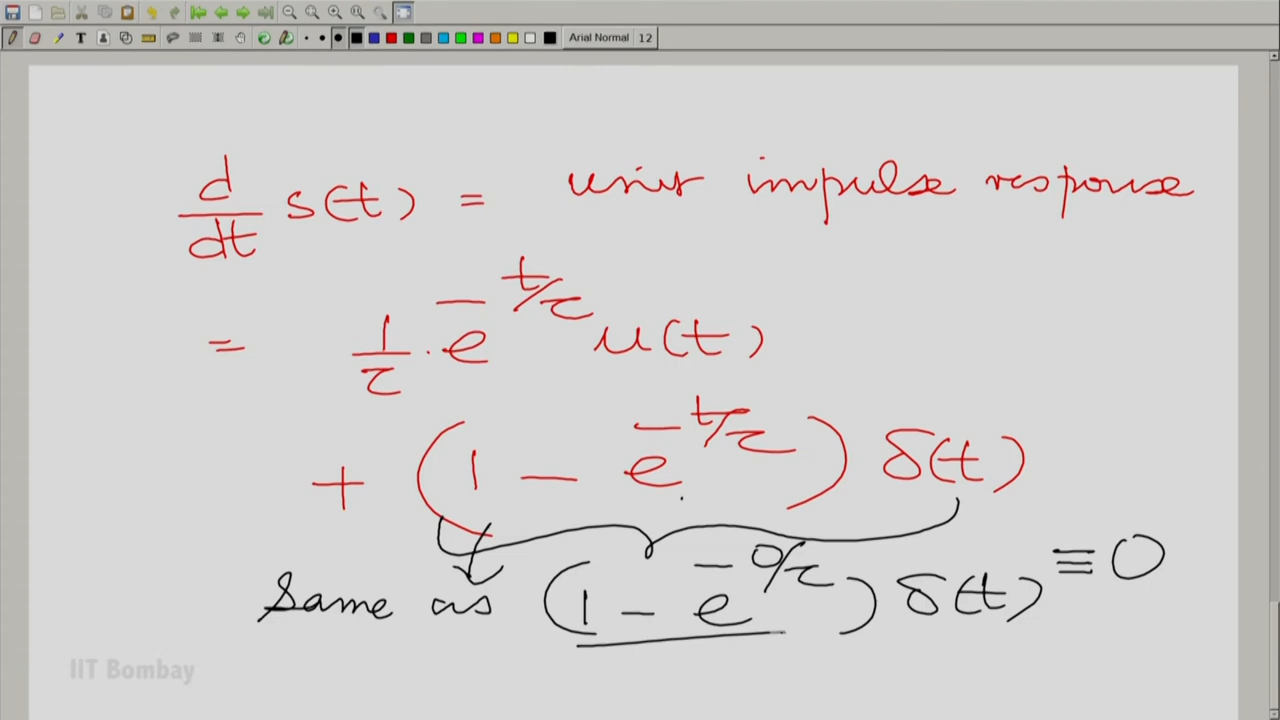 Arial Normal 12
d/dt s(t) = unit impulse response
= 1/τ · e^(-t/τ) u(t)
+ (1 - e^(-t/τ)) δ(t)
Same as (1 - e^(-0/τ)) δ(t) ≡ 0
IIT Bombay